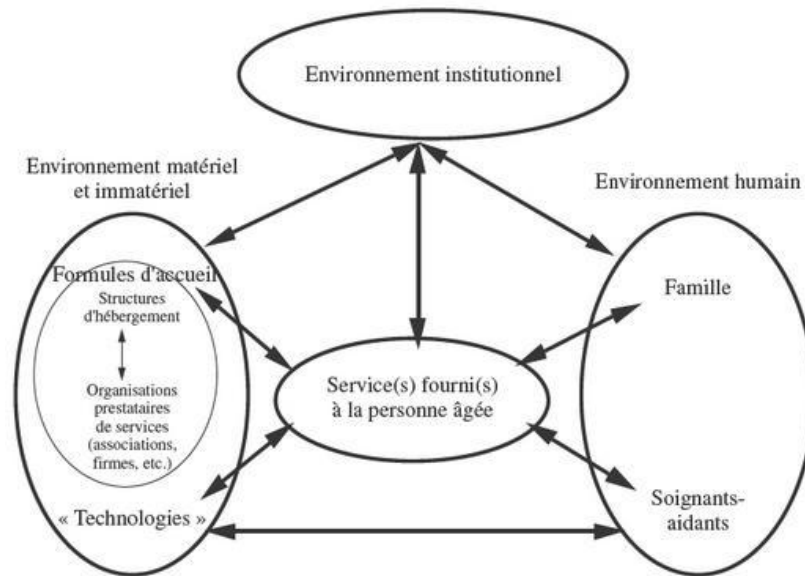 Environnement institutionnel
Environnement matériel
et immatériel
Environnement humain
Formules d'accueil
Structures
d'hébergement
Organisations
prestataires
de services
(associations,
firmes, etc.)
« Technologies »
Service(s) fourni(s)
à la personne âgée
Famille
Soignants-
aidants